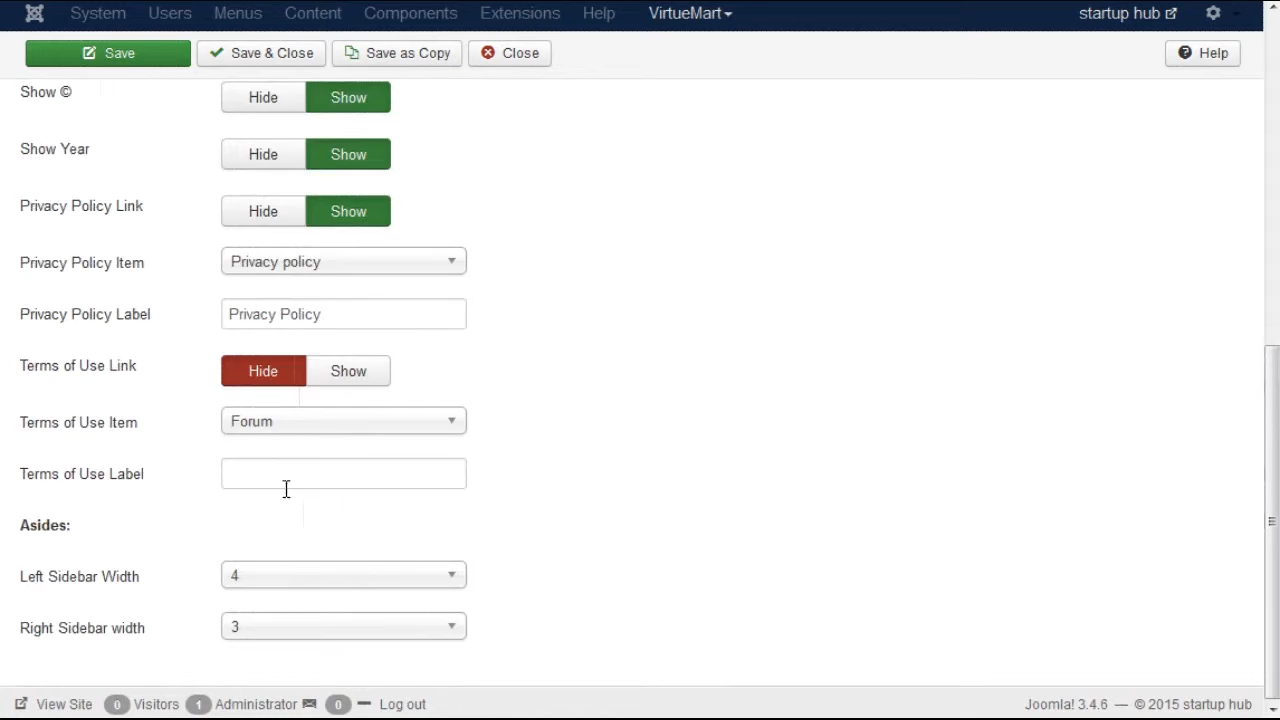 System Users Menus Content Components Extensions Help VirtueMart startup hub
Save Save & Close Save as Copy Close Help
Show © Hide Show
Show Year Hide Show
Privacy Policy Link Hide Show
Privacy Policy Item Privacy policy
Privacy Policy Label Privacy Policy
Terms of Use Link Hide Show
Terms of Use Item Forum
Terms of Use Label
Asides:
Left Sidebar Width 4
Right Sidebar width 3
View Site 0 Visitors 1 Administrator 0 Log out Joomla! 3.4.6 — © 2015 startup hub